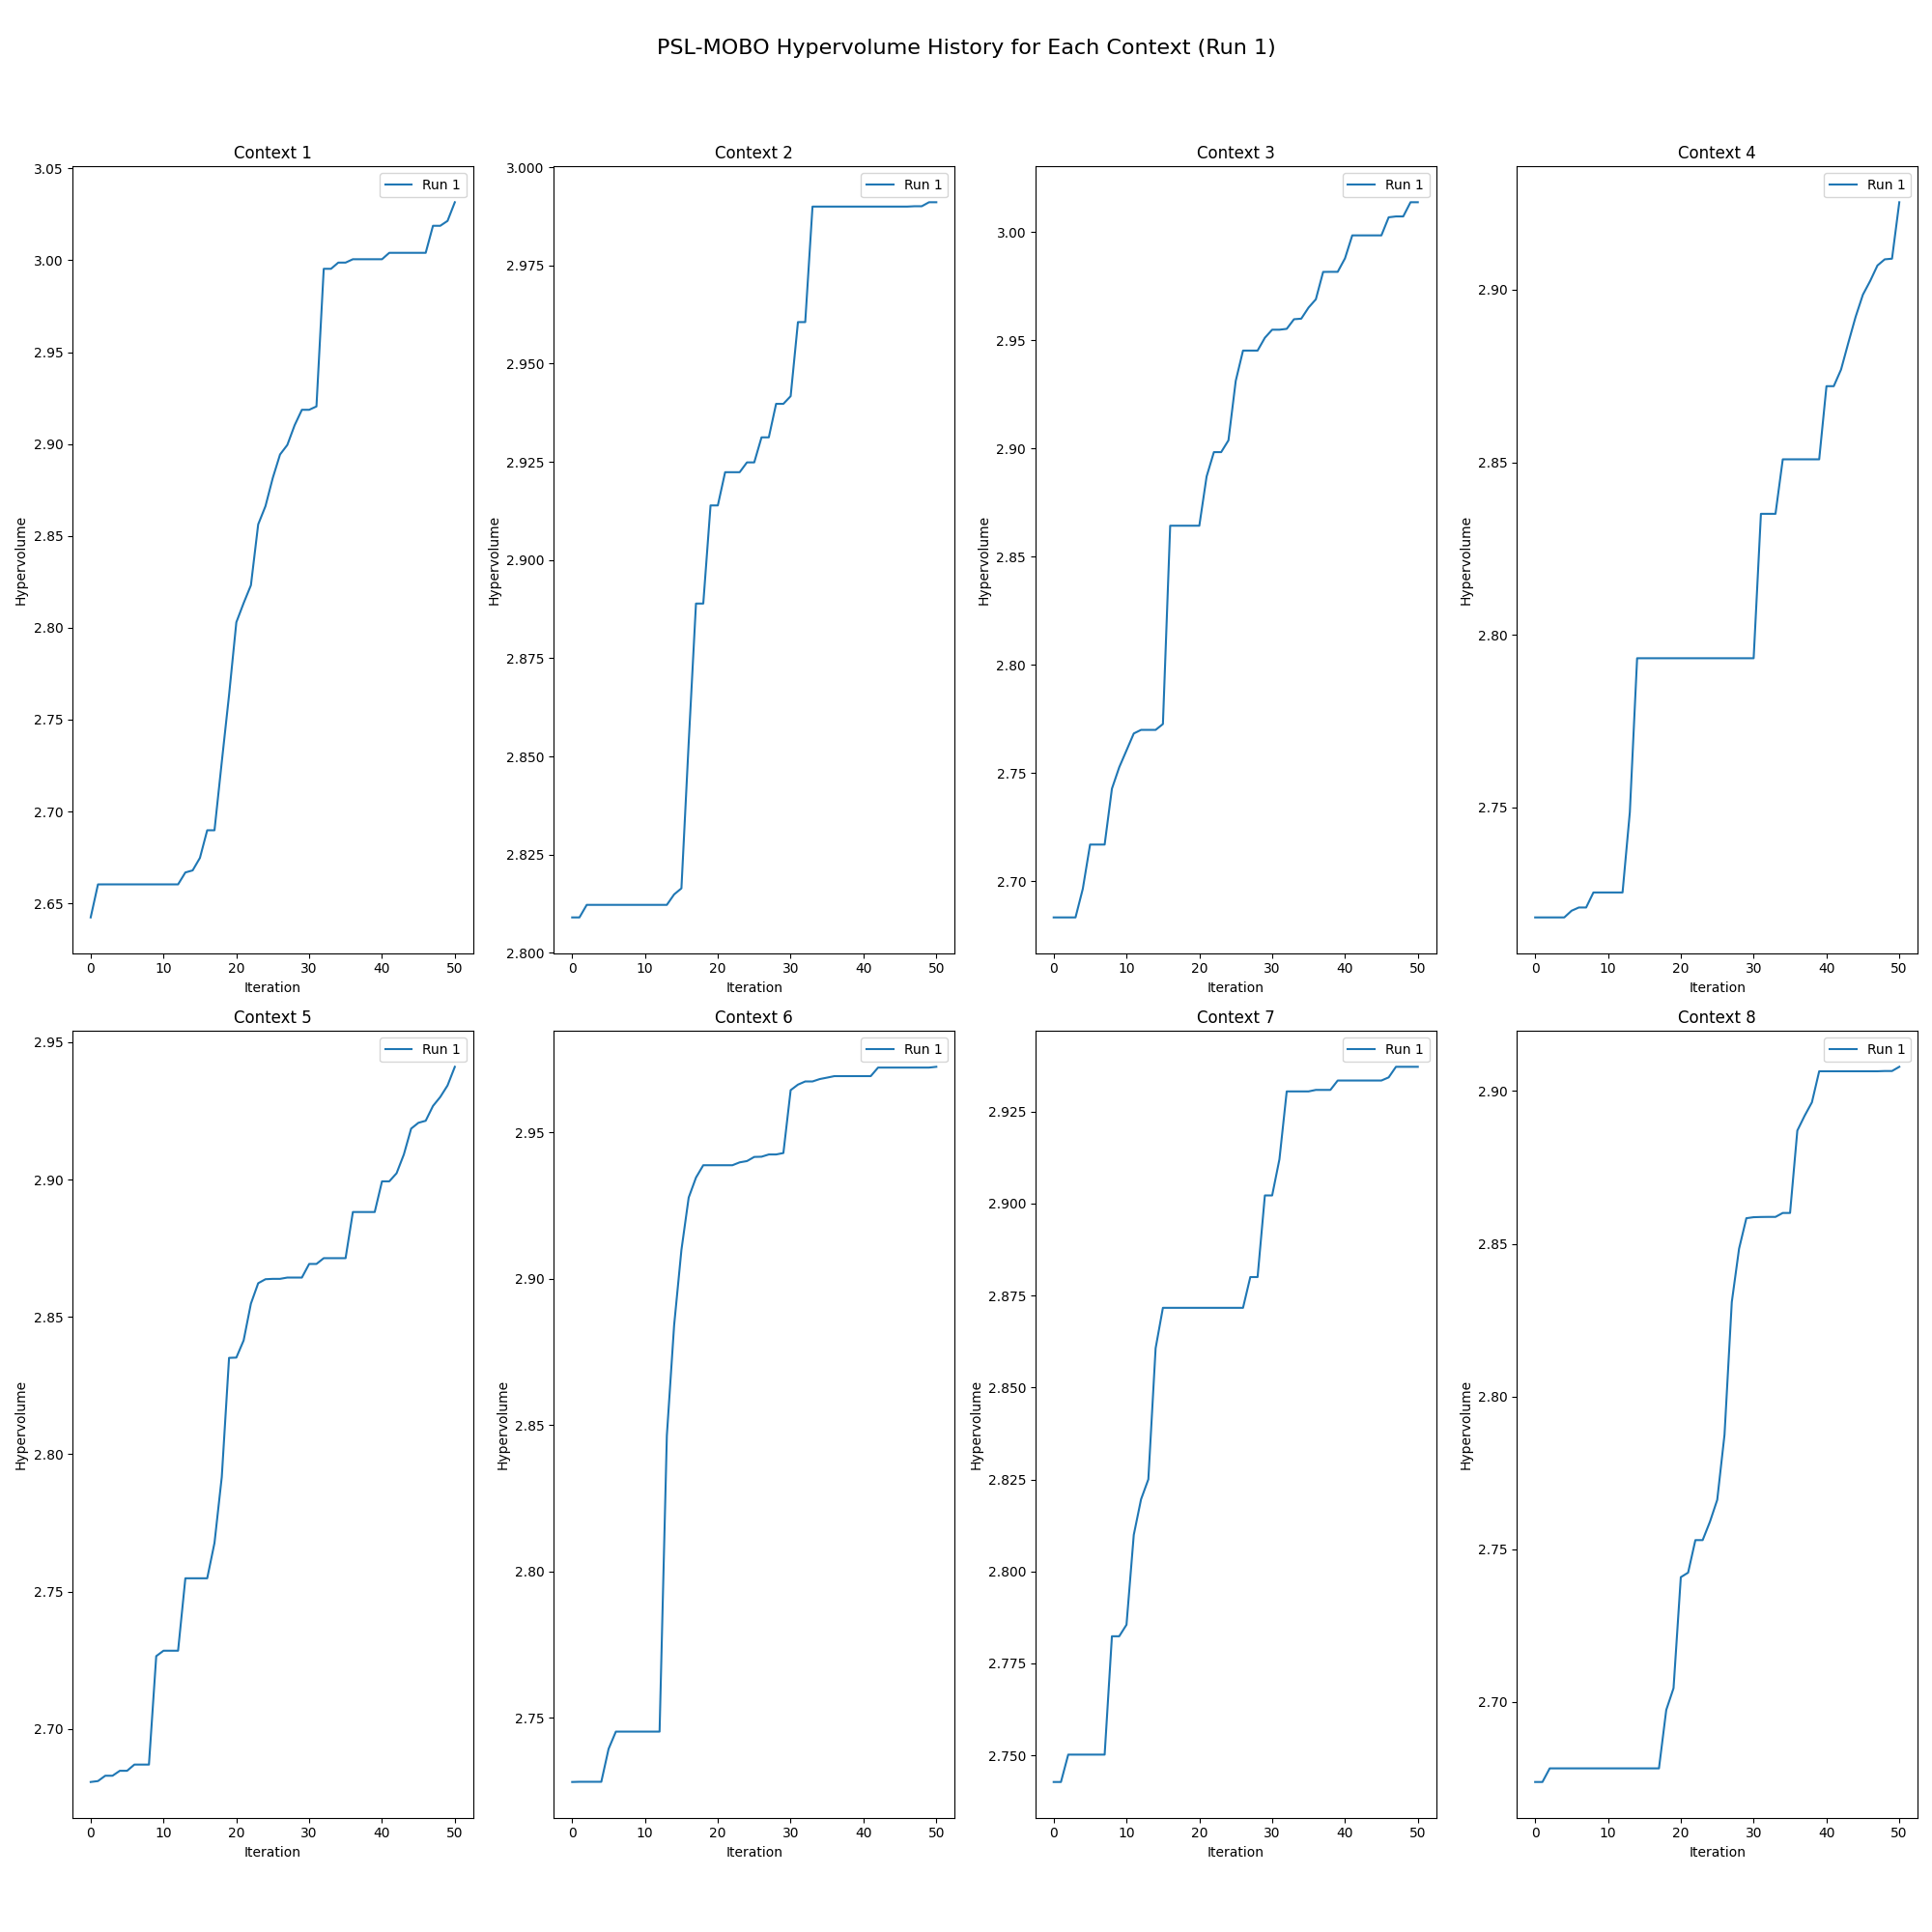 PSL-MOBO Hypervolume History for Each Context (Run 1)
Context 1
Run 1
3.05
3.00
2.95
2.90
2.85
2.80
2.75
2.70
2.65
Hypervolume
0 10 20 30 40 50
Iteration
Context 2
Run 1
3.000
2.975
2.950
2.925
2.900
2.875
2.850
2.825
2.800
Hypervolume
0 10 20 30 40 50
Iteration
Context 3
Run 1
3.00
2.95
2.90
2.85
2.80
2.75
2.70
Hypervolume
0 10 20 30 40 50
Iteration
Context 4
Run 1
2.90
2.85
2.80
2.75
Hypervolume
0 10 20 30 40 50
Iteration
Context 5
Run 1
2.95
2.90
2.85
2.80
2.75
2.70
Hypervolume
0 10 20 30 40 50
Iteration
Context 6
Run 1
2.95
2.90
2.85
2.80
2.75
Hypervolume
0 10 20 30 40 50
Iteration
Context 7
Run 1
2.925
2.900
2.875
2.850
2.825
2.800
2.775
2.750
Hypervolume
0 10 20 30 40 50
Iteration
Context 8
Run 1
2.90
2.85
2.80
2.75
2.70
Hypervolume
0 10 20 30 40 50
Iteration